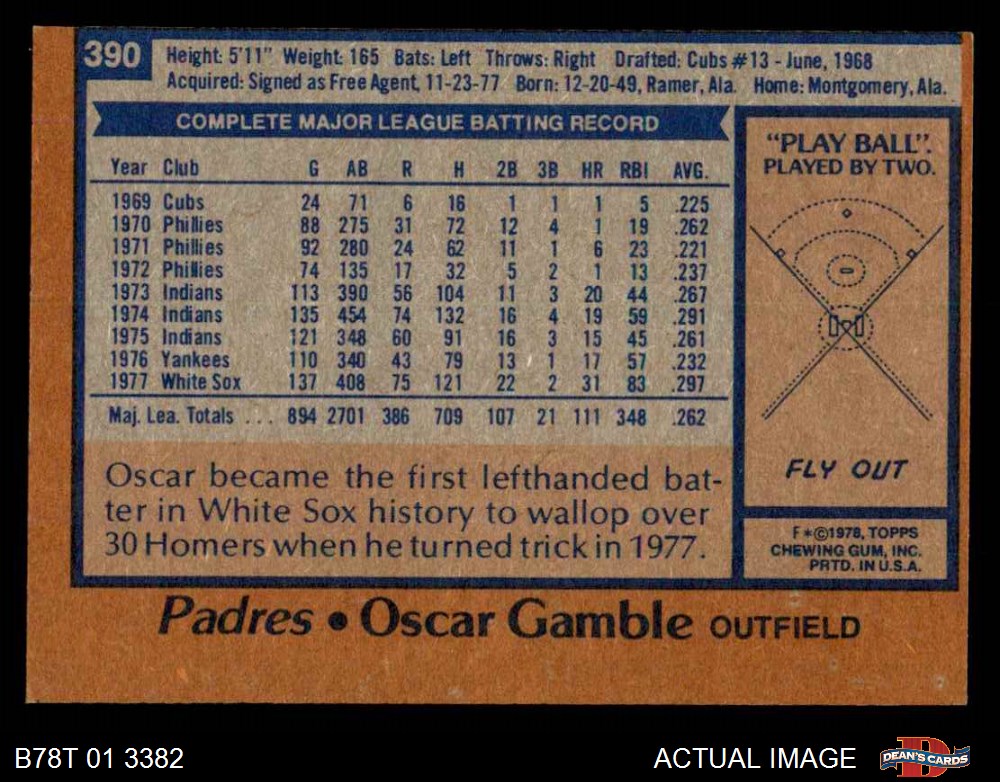 390
Height: 5'11" Weight: 165 Bats: Left Throws: Right Drafted: Cubs #13 - June, 1968
Acquired: Signed as Free Agent, 11-23-77 Born: 12-20-49, Ramer, Ala. Home: Montgomery, Ala.
COMPLETE MAJOR LEAGUE BATTING RECORD
Year Club G AB R H 2B 3B HR RBI AVG.
1969 Cubs 24 71 6 16 1 1 1 5 .225
1970 Phillies 88 275 31 72 12 4 1 19 .262
1971 Phillies 92 280 24 62 11 1 6 23 .221
1972 Phillies 74 135 17 32 5 2 1 13 .237
1973 Indians 113 390 56 104 11 3 20 44 .267
1974 Indians 135 454 74 132 16 4 19 59 .291
1975 Indians 121 348 60 91 16 3 15 45 .261
1976 Yankees 110 340 43 79 13 1 17 57 .232
1977 White Sox 137 408 75 121 22 2 31 83 .297
Maj. Lea. Totals ... 894 2701 386 709 107 21 111 348 .262
Oscar became the first lefthanded bat-
ter in White Sox history to wallop over
30 Homers when he turned trick in 1977.
"PLAY BALL".
PLAYED BY TWO.
FLY OUT
F*©1978, TOPPS
CHEWING GUM, INC.
PRTD. IN U.S.A.
Padres • Oscar Gamble OUTFIELD
B78T 01 3382
ACTUAL IMAGE
D
DEAN'S CARDS